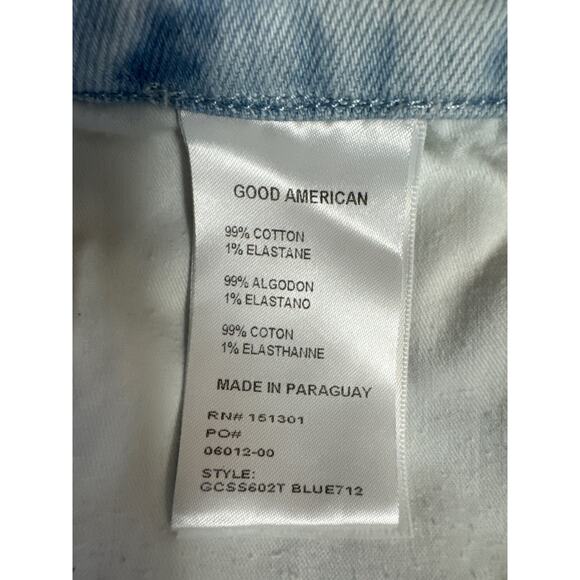 GOOD AMERICAN
99% COTTON
1% ELASTANE
99% ALGODON
1% ELASTANO
99% COTON
1% ELASTHANNE
MADE IN PARAGUAY
RN# 151301
PO#
06012-00
STYLE:
GCSS602T BLUE712